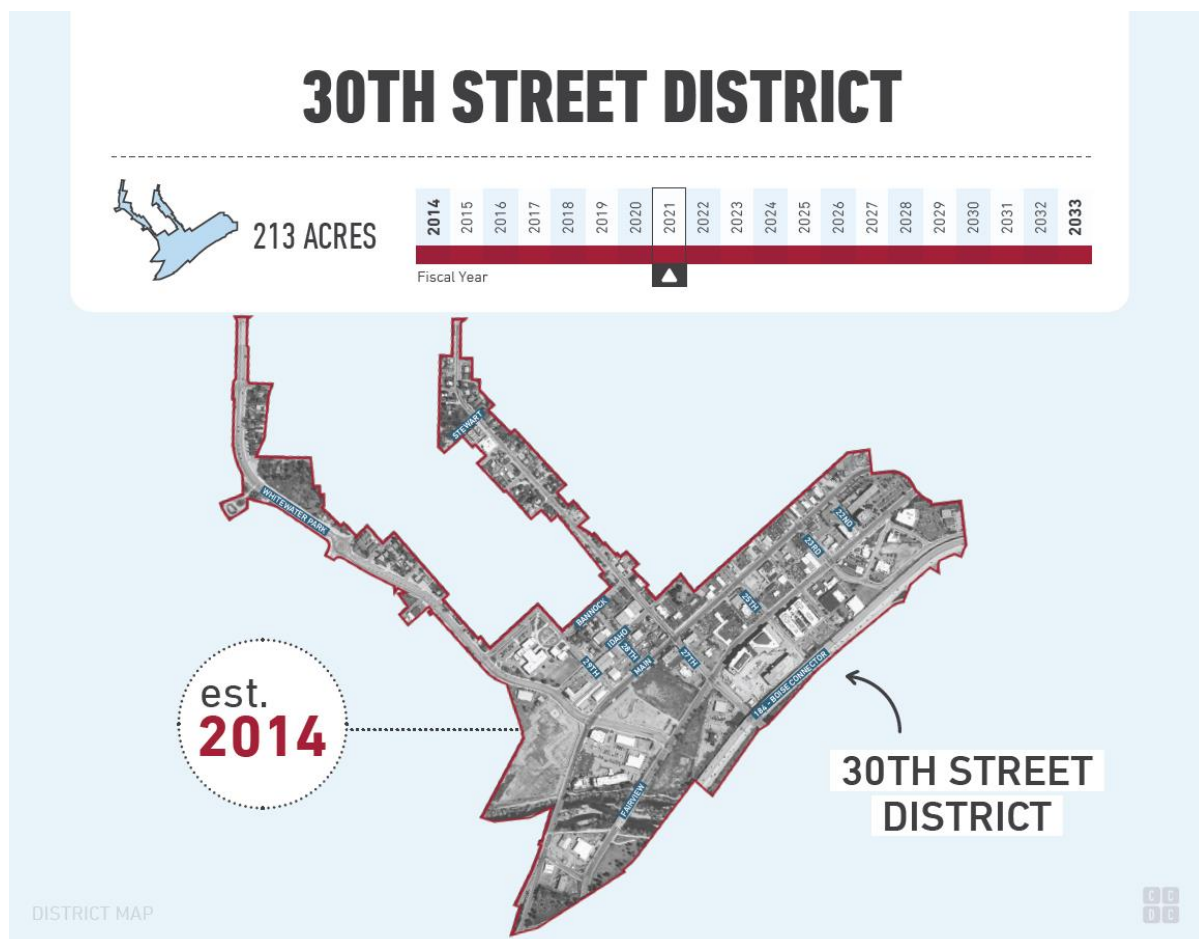 30TH STREET DISTRICT
213 ACRES
2014 2015 2016 2017 2018 2019 2020 2021 2022 2023 2024 2025 2026 2027 2028 2029 2030 2031 2032 2033
Fiscal Year
STEWART
WHITEWATER PARK
22ND
23RD
25TH
BANNOCK
IDAHO
28TH
MAIN
27TH
29TH
184 - BOISE CONNECTOR
FAIRVIEW
est.
2014
30TH STREET
DISTRICT
DISTRICT MAP
C C
D C